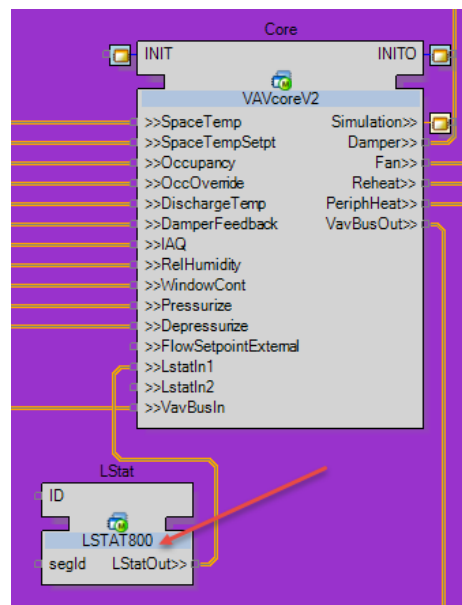 Core
INIT INITO
VAVcoreV2
>>SpaceTemp Simulation>>
>>SpaceTempSetpt Damper>>
>>Occupancy Fan>>
>>OccOverride Reheat>>
>>DischargeTemp PeriphHeat>>
>>DamperFeedback VavBusOut>>
>>IAQ
>>RelHumidity
>>WindowCont
>>Pressurize
>>Depressurize
>>FlowSetpointExternal
>>LstatIn1
>>LstatIn2
>>VavBusIn
LStat
ID
LSTAT800
segId LStatOut>>